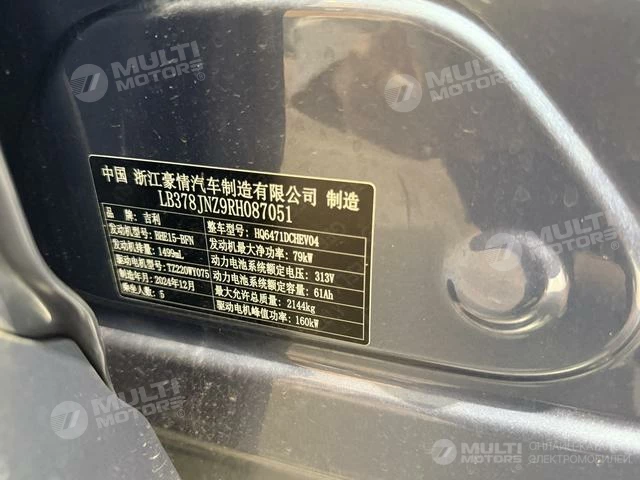 MULTI
MOTORS®
MULTI
MOTORS®
中国 浙江豪情汽车制造有限公司 制造
LB378JNZ9RH087051
品牌: 吉利
整车型号: HQ6471DCHEV04
发动机型号: BHE15-BFN
发动机最大净功率: 79kW
发动机排量: 1499mL
动力电池系统额定电压: 313V
驱动电机型号: TZ220WY075
动力电池系统额定容量: 61Ah
制造年月: 2024年12月
最大允许总质量: 2144kg
乘坐人数: 5
驱动电机峰值功率: 160kW
MULTI
MOTORS®
MULTI
MOTORS
MULTI
MOTORS
ЭЛЕКТРОМОБИЛЕЙ